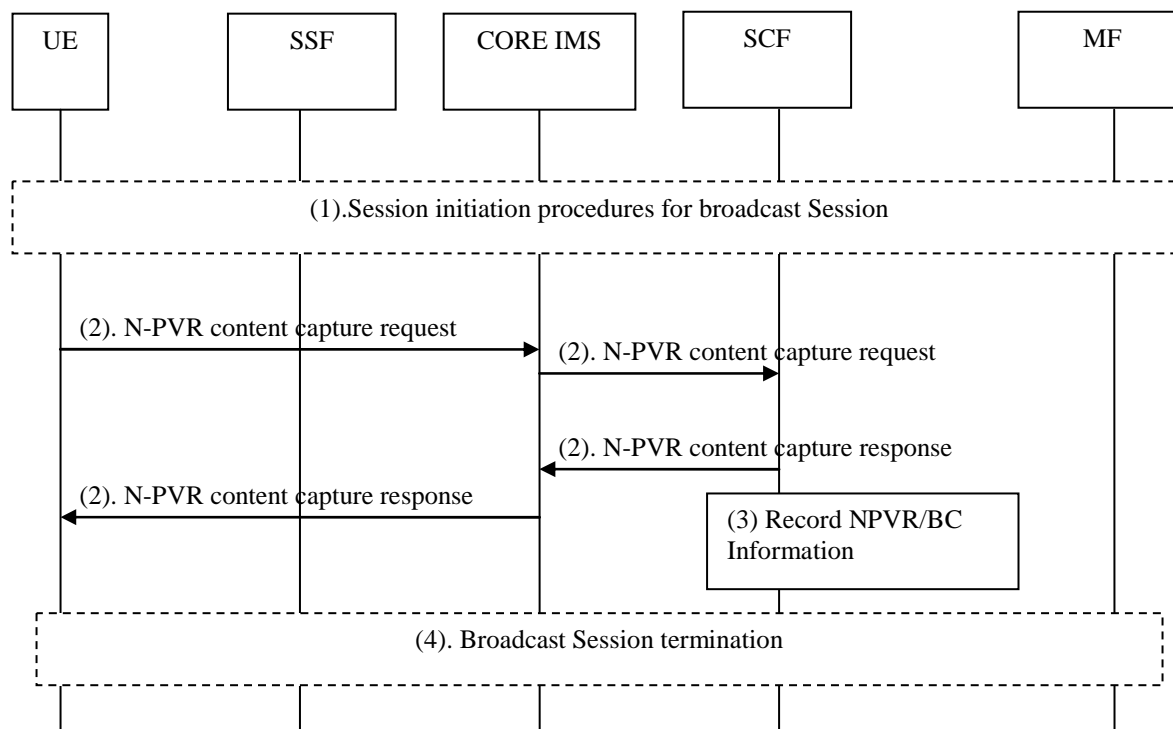 UE
SSF
CORE IMS
SCF
MF
(1).Session initiation procedures for broadcast Session
(2). N-PVR content capture request
(2). N-PVR content capture request
(2). N-PVR content capture response
(2). N-PVR content capture response
(3) Record NPVR/BC
Information
(4). Broadcast Session termination